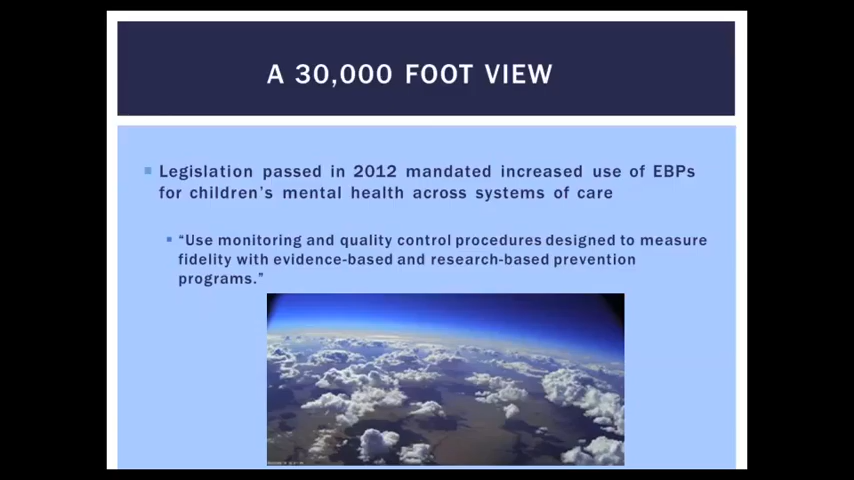 A 30,000 FOOT VIEW
Legislation passed in 2012 mandated increased use of EBPs
for children's mental health across systems of care
"Use monitoring and quality control procedures designed to measure
fidelity with evidence-based and research-based prevention
programs."